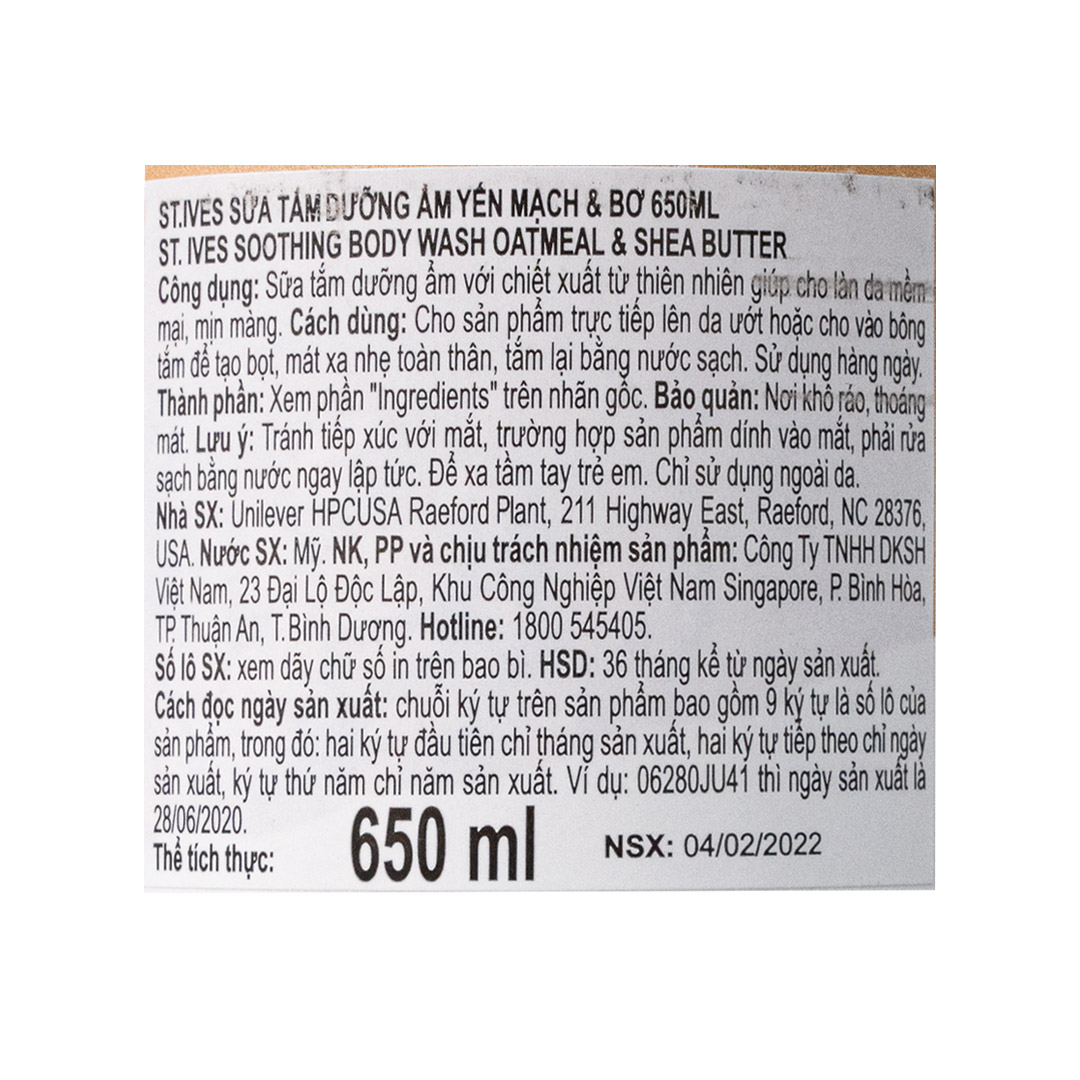 ST.IVES SỮA TẮM DƯỠNG ẨM YẾN MẠCH & BƠ 650ML
ST. IVES SOOTHING BODY WASH OATMEAL & SHEA BUTTER
Công dụng: Sữa tắm dưỡng ẩm với chiết xuất từ thiên nhiên giúp cho làn da mềm
mại, mịn màng. Cách dùng: Cho sản phẩm trực tiếp lên da ướt hoặc cho vào bông
tắm để tạo bọt, mát xa nhẹ toàn thân, tắm lại bằng nước sạch. Sử dụng hàng ngày.
Thành phần: Xem phần "Ingredients" trên nhãn gốc. Bảo quản: Nơi khô ráo, thoáng
mát. Lưu ý: Tránh tiếp xúc với mắt, trường hợp sản phẩm dính vào mắt, phải rửa
sạch bằng nước ngay lập tức. Để xa tầm tay trẻ em. Chỉ sử dụng ngoài da.
Nhà SX: Unilever HPCUSA Raeford Plant, 211 Highway East, Raeford, NC 28376,
USA. Nước SX: Mỹ. NK, PP và chịu trách nhiệm sản phẩm: Công Ty TNHH DKSH
Việt Nam, 23 Đại Lộ Độc Lập, Khu Công Nghiệp Việt Nam Singapore, P. Bình Hòa,
TP. Thuận An, T. Bình Dương. Hotline: 1800 545405.
Số lô SX: xem dãy chữ số in trên bao bì. HSD: 36 tháng kể từ ngày sản xuất.
Cách đọc ngày sản xuất: chuỗi ký tự trên sản phẩm bao gồm 9 ký tự là số lô của
sản phẩm, trong đó: hai ký tự đầu tiên chỉ tháng sản xuất, hai ký tự tiếp theo chỉ ngày
sản xuất, ký tự thứ năm chỉ năm sản xuất. Ví dụ: 06280JU41 thì ngày sản xuất là
28/06/2020.
Thể tích thực: 650 ml NSX: 04/02/2022